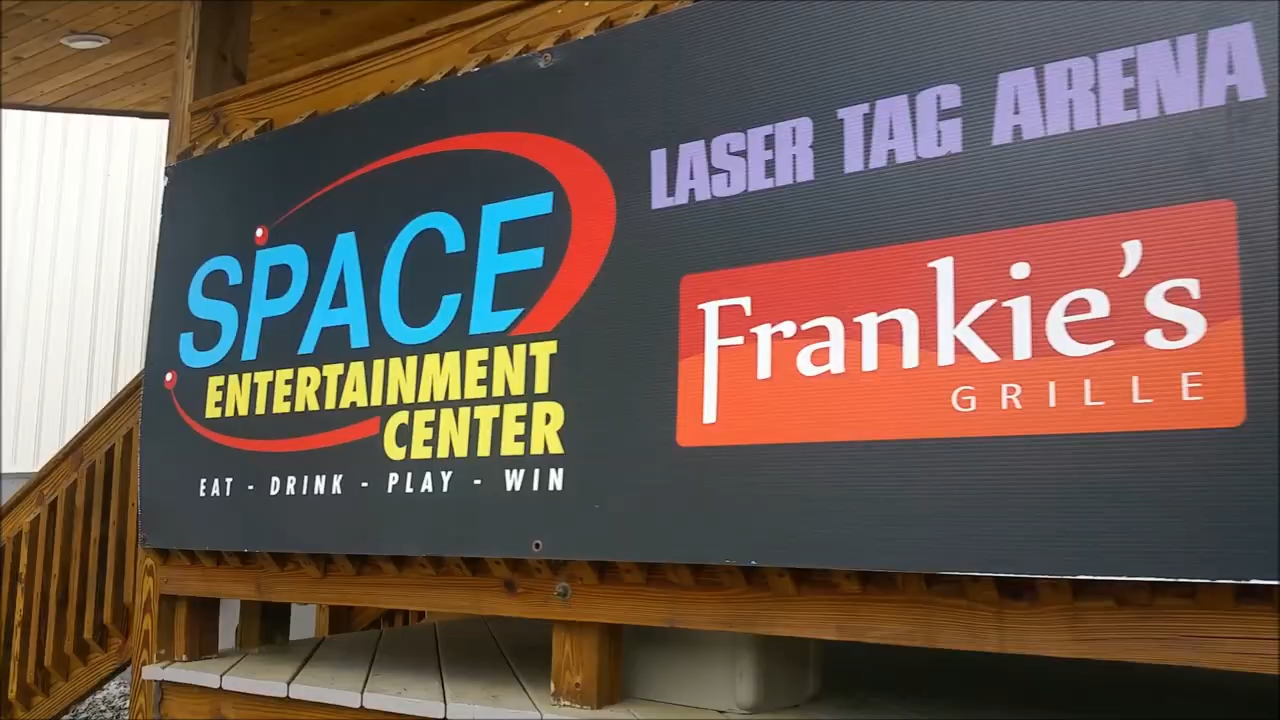 SPACE
ENTERTAINMENT
CENTER
EAT - DRINK - PLAY - WIN
LASER TAG ARENA
Frankie's
GRILLE